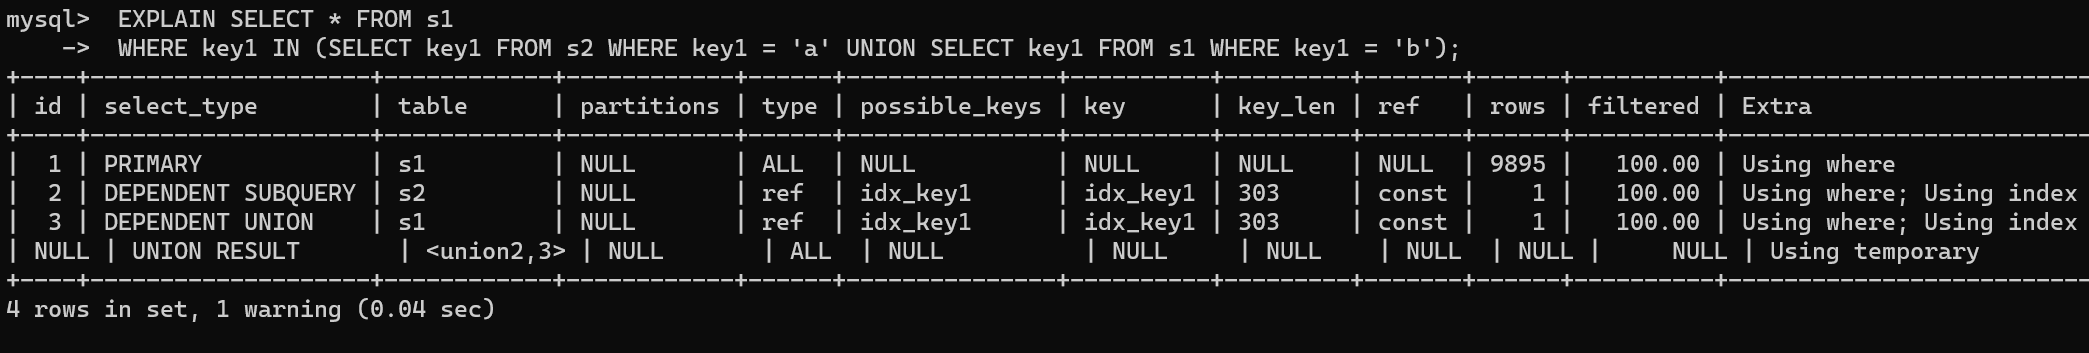 mysql>  EXPLAIN SELECT * FROM s1
    ->  WHERE key1 IN (SELECT key1 FROM s2 WHERE key1 = 'a' UNION SELECT key1 FROM s1 WHERE key1 = 'b');
+----+--------------------+------------+------------+------+---------------+----------+---------+-------+------+----------+--------------------------
| id | select_type        | table      | partitions | type | possible_keys | key      | key_len | ref   | rows | filtered | Extra
+----+--------------------+------------+------------+------+---------------+----------+---------+-------+------+----------+--------------------------
|  1 | PRIMARY            | s1         | NULL       | ALL  | NULL          | NULL     | NULL    | NULL  | 9895 |   100.00 | Using where
|  2 | DEPENDENT SUBQUERY | s2         | NULL       | ref  | idx_key1      | idx_key1 | 303     | const |    1 |   100.00 | Using where; Using index
|  3 | DEPENDENT UNION    | s1         | NULL       | ref  | idx_key1      | idx_key1 | 303     | const |    1 |   100.00 | Using where; Using index
| NULL | UNION RESULT       | <union2,3> | NULL       | ALL  | NULL          | NULL     | NULL    | NULL  | NULL |     NULL | Using temporary
+----+--------------------+------------+------------+------+---------------+----------+---------+-------+------+----------+--------------------------
4 rows in set, 1 warning (0.04 sec)